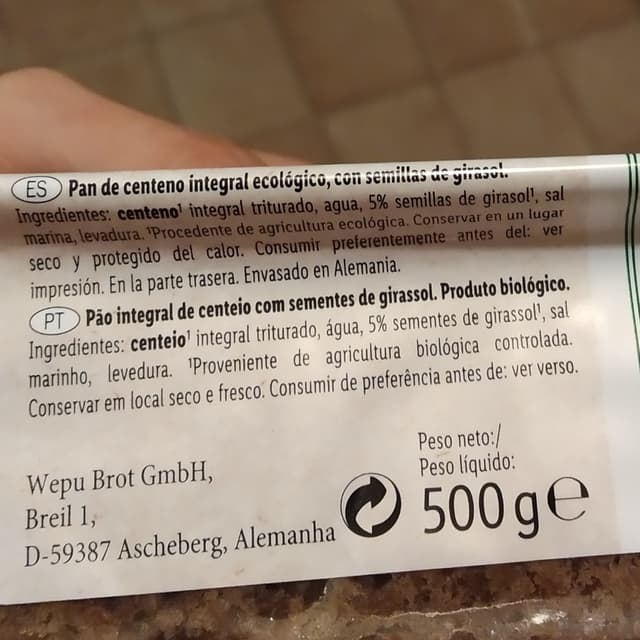 ES Pan de centeno integral ecológico, con semillas de girasol.
Ingredientes: centeno¹ integral triturado, agua, 5% semillas de girasol¹, sal
marina, levadura. ¹Procedente de agricultura ecológica. Conservar en un lugar
seco y protegido del calor. Consumir preferentemente antes del: ver
impresión. En la parte trasera. Envasado en Alemania.
PT Pão integral de centeio com sementes de girassol. Produto biológico.
Ingredientes: centeio¹ integral triturado, água, 5% sementes de girassol¹, sal
marinho, levedura. ¹Proveniente de agricultura biológica controlada.
Conservar em local seco e fresco. Consumir de preferência antes de: ver verso.
Wepu Brot GmbH,
Breil 1,
D-59387 Ascheberg, Alemanha
Peso neto:/
Peso líquido:
500g℮